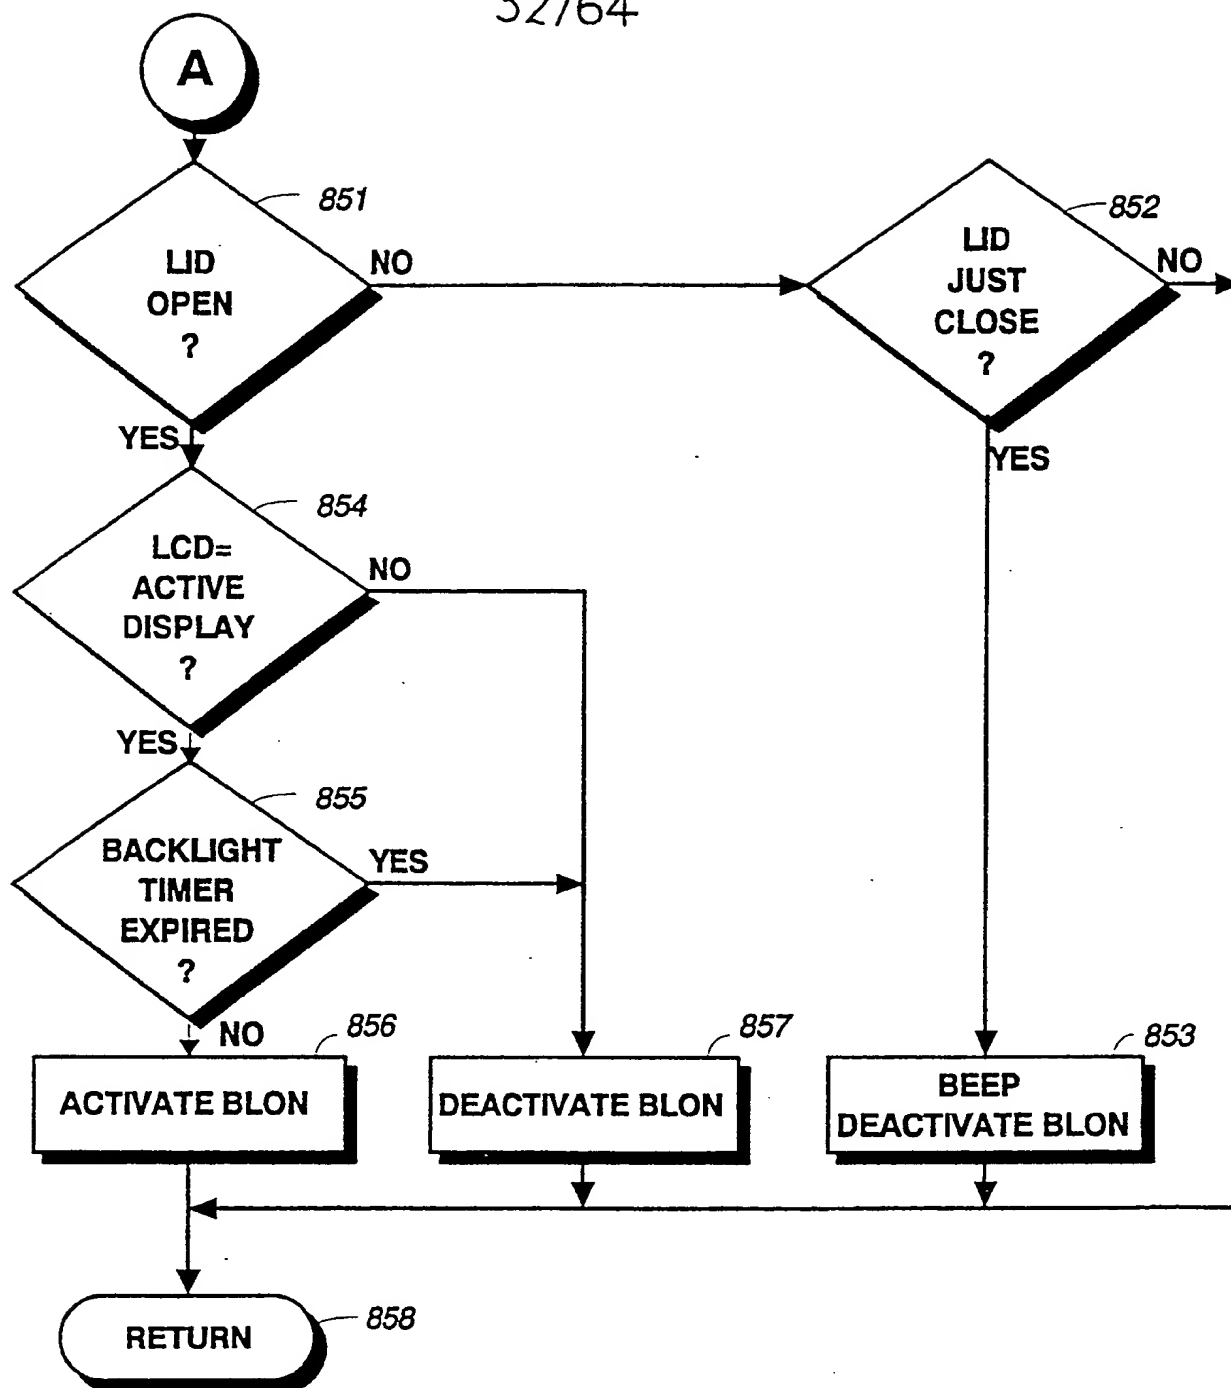 32/64
A
851
LID
OPEN
?
NO
852
LID
JUST
CLOSE
?
NO
YES
YES
854
LCD=
ACTIVE
DISPLAY
?
NO
YES
855
BACKLIGHT
TIMER
EXPIRED
?
YES
NO
856
ACTIVATE BLON
857
DEACTIVATE BLON
853
BEEP
DEACTIVATE BLON
RETURN
858